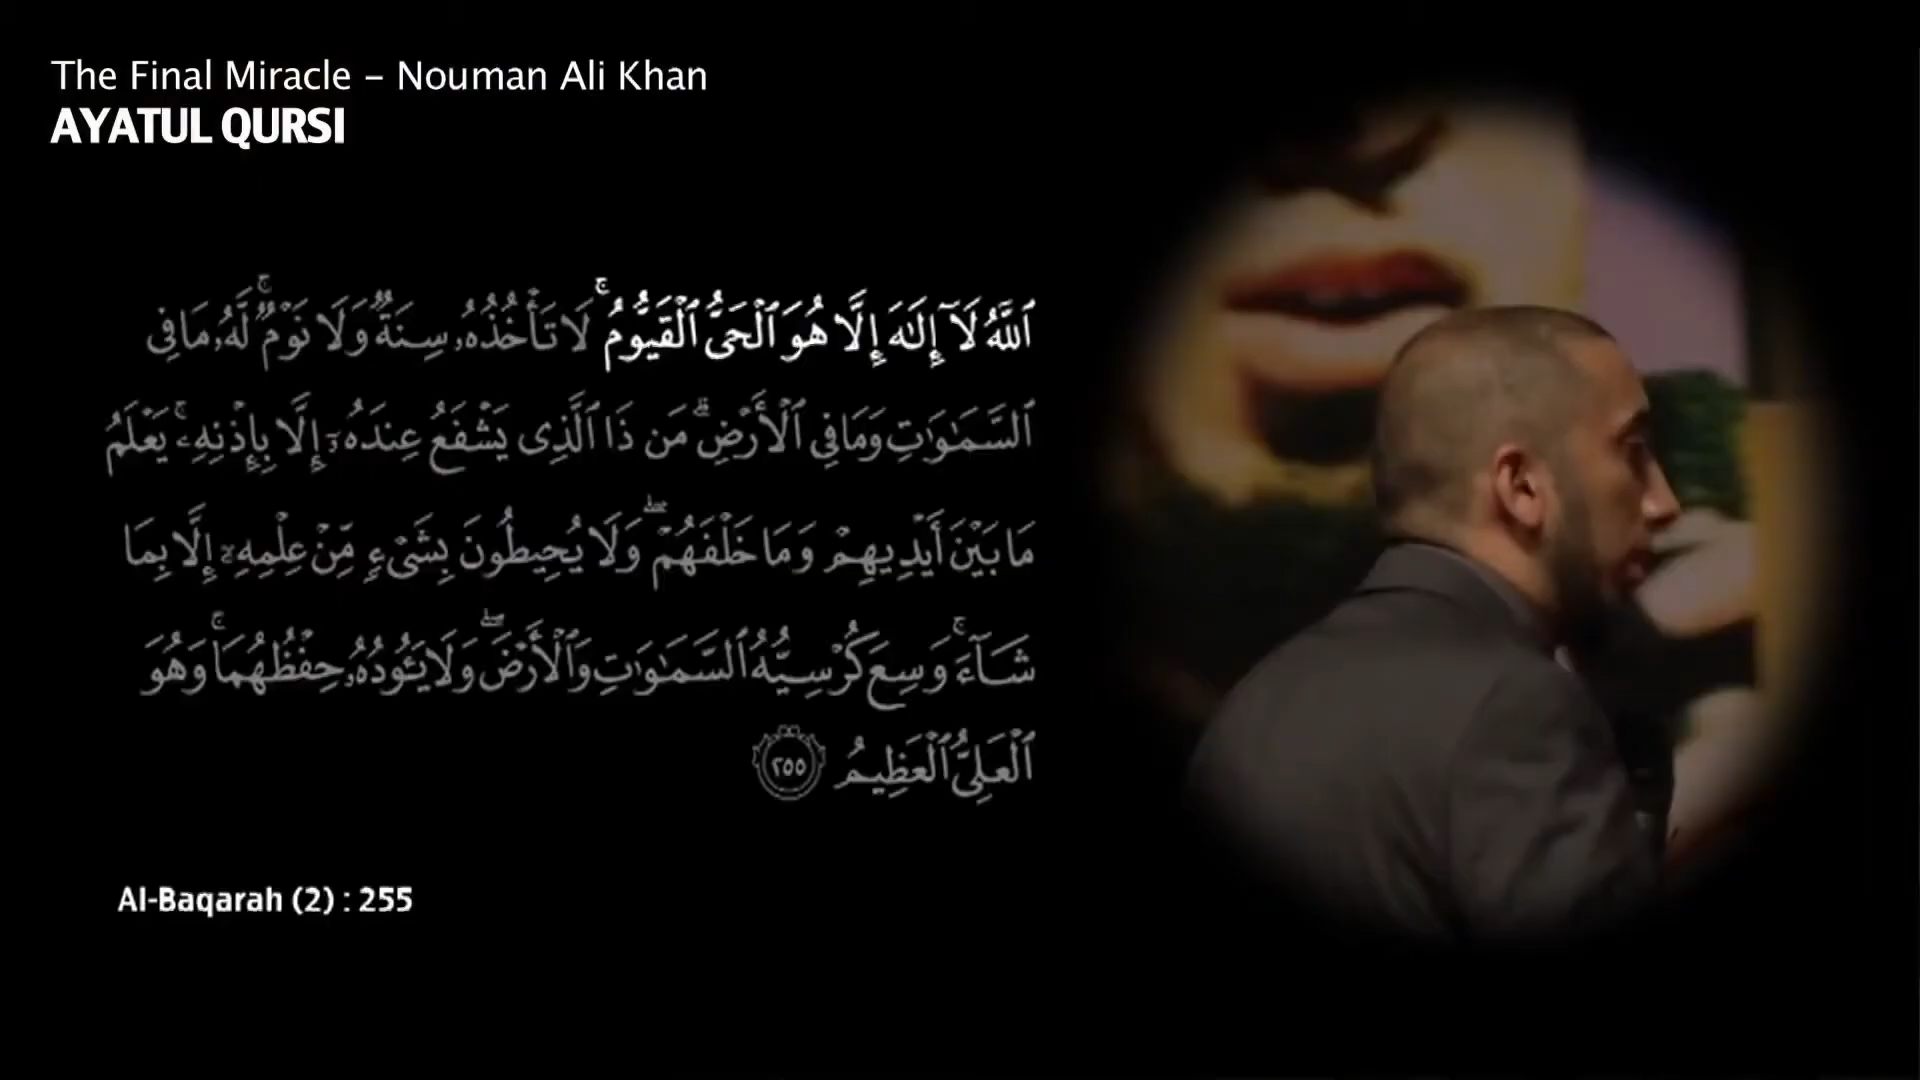 The Final Miracle – Nouman Ali Khan
AYATUL QURSI
ٱللَّهُ لَآ إِلَـٰهَ إِلَّا هُوَ ٱلْحَىُّ ٱلْقَيُّومُ ۚ لَا تَأْخُذُهُۥ سِنَةٌ وَلَا نَوْمٌ ۚ لَّهُۥ مَا فِى
ٱلسَّمَـٰوَٰتِ وَمَا فِى ٱلْأَرْضِ ۗ مَن ذَا ٱلَّذِى يَشْفَعُ عِندَهُۥٓ إِلَّا بِإِذْنِهِۦ ۚ يَعْلَمُ
مَا بَيْنَ أَيْدِيهِمْ وَمَا خَلْفَهُمْ ۖ وَلَا يُحِيطُونَ بِشَىْءٍ مِّنْ عِلْمِهِۦٓ إِلَّا بِمَا
شَآءَ ۚ وَسِعَ كُرْسِيُّهُ ٱلسَّمَـٰوَٰتِ وَٱلْأَرْضَ ۖ وَلَا يَـُٔودُهُۥ حِفْظُهُمَا ۚ وَهُوَ
ٱلْعَلِىُّ ٱلْعَظِيمُ ٢٥٥
Al-Baqarah (2) : 255